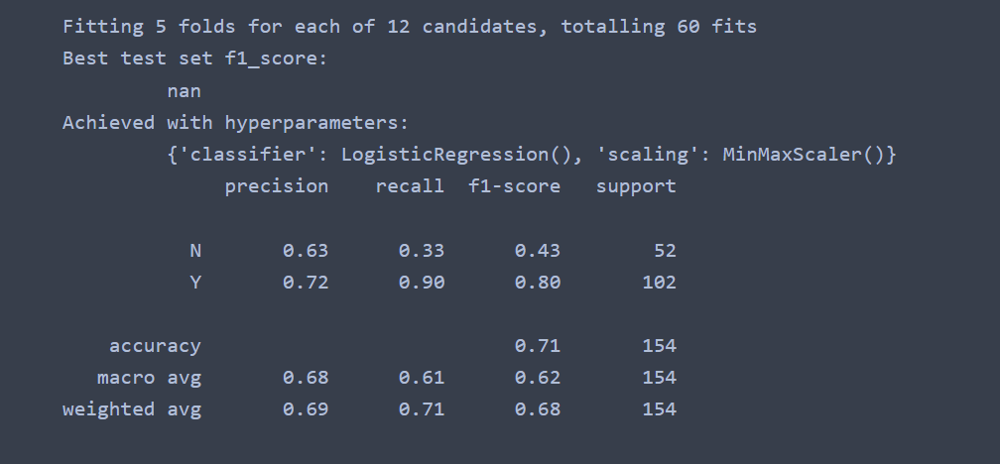 Fitting 5 folds for each of 12 candidates, totalling 60 fits
Best test set f1_score:
nan
Achieved with hyperparameters:
{'classifier': LogisticRegression(), 'scaling': MinMaxScaler()}
precision recall f1-score support
N 0.63 0.33 0.43 52
Y 0.72 0.90 0.80 102
accuracy 0.71 154
macro avg 0.68 0.61 0.62 154
weighted avg 0.69 0.71 0.68 154